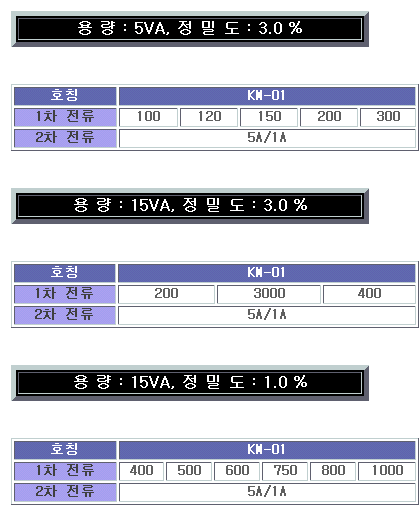 용 량 : 5VA, 정 밀 도 : 3.0 %
호칭 KM-01
1차 전류 100 120 150 200 300
2차 전류 5A/1A
용 량 : 15VA, 정 밀 도 : 3.0 %
호칭 KM-01
1차 전류 200 3000 400
2차 전류 5A/1A
용 량 : 15VA, 정 밀 도 : 1.0 %
호칭 KM-01
1차 전류 400 500 600 750 800 1000
2차 전류 5A/1A